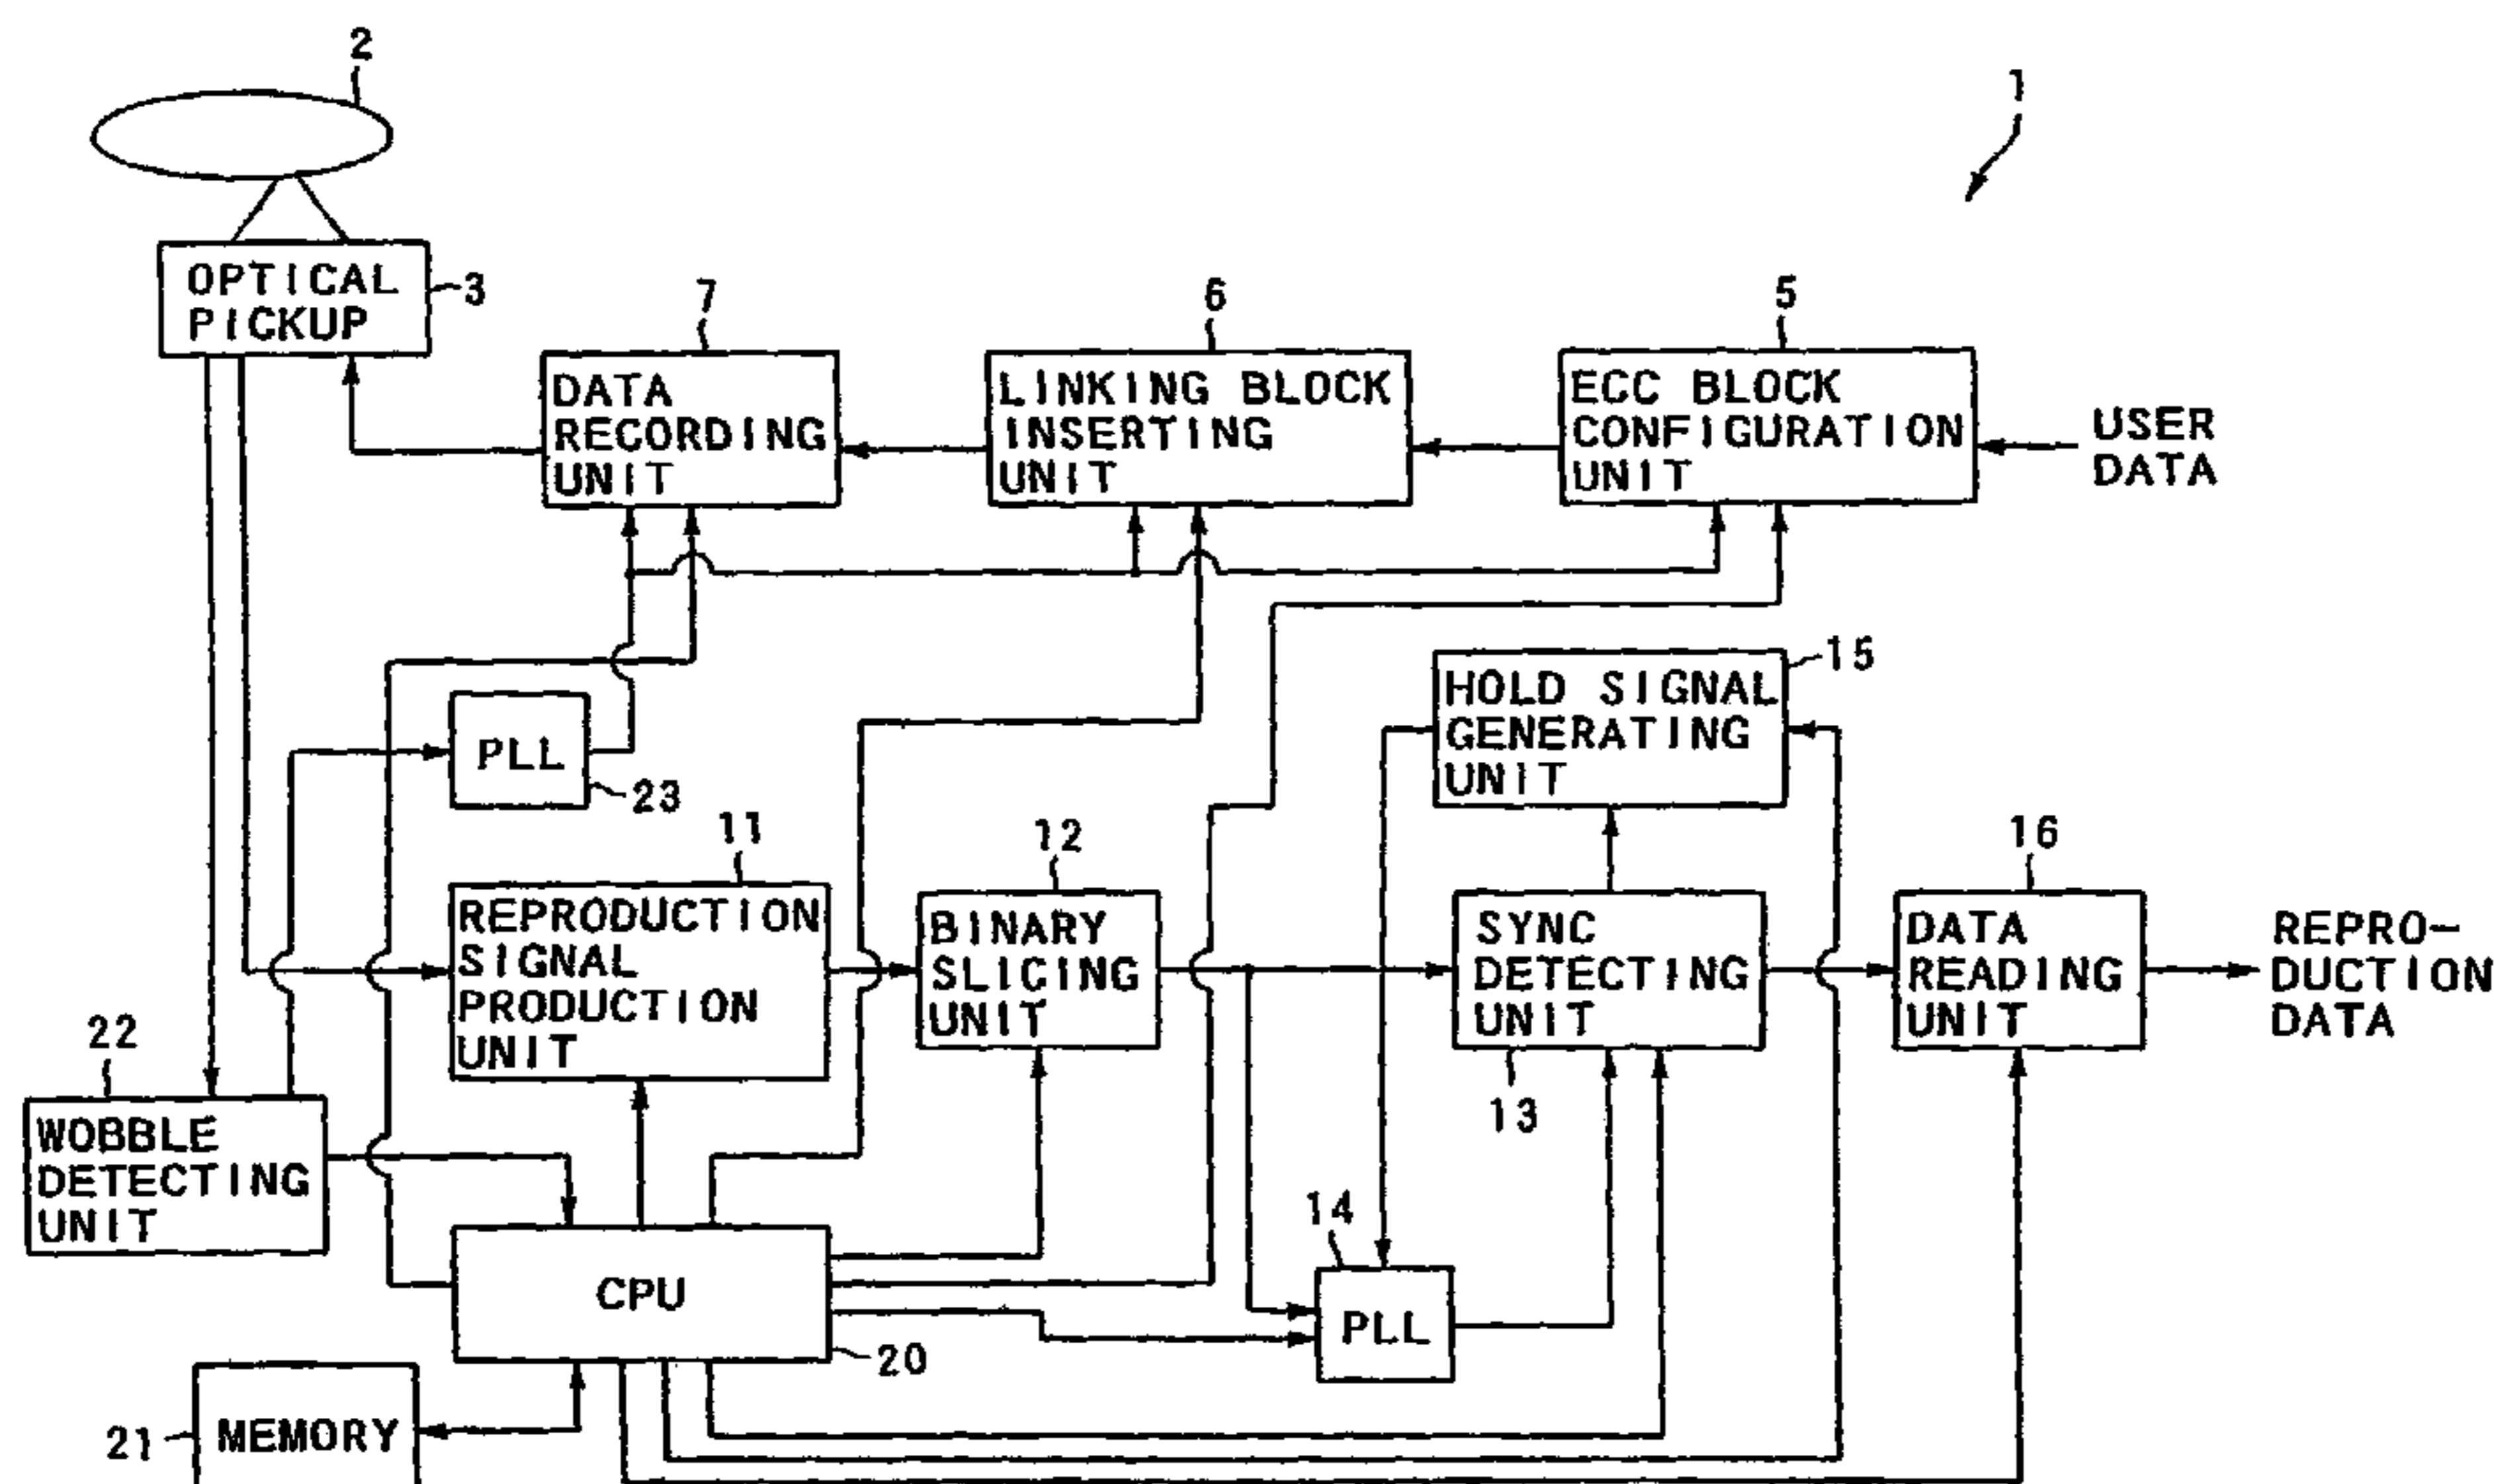 2
1
OPTICAL
PICKUP
3
7
6
5
DATA
RECORDING
UNIT
LINKING BLOCK
INSERTING
UNIT
ECC BLOCK
CONFIGURATION
UNIT
USER
DATA
PLL
23
HOLD SIGNAL
GENERATING
UNIT
15
11
12
16
REPRODUCTION
SIGNAL
PRODUCTION
UNIT
BINARY
SLICING
UNIT
SYNC
DETECTING
UNIT
13
DATA
READING
UNIT
REPRO-
DUCTION
DATA
22
WOBBLE
DETECTING
UNIT
14
PLL
CPU
20
21
MEMORY